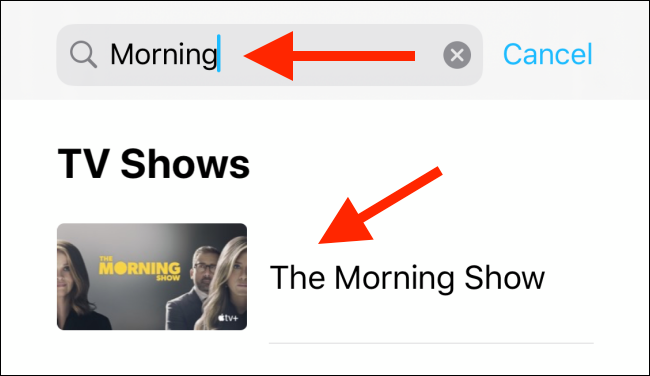 Morning
Cancel
TV Shows
THE
MORNING
SHOW
tv+
The Morning Show